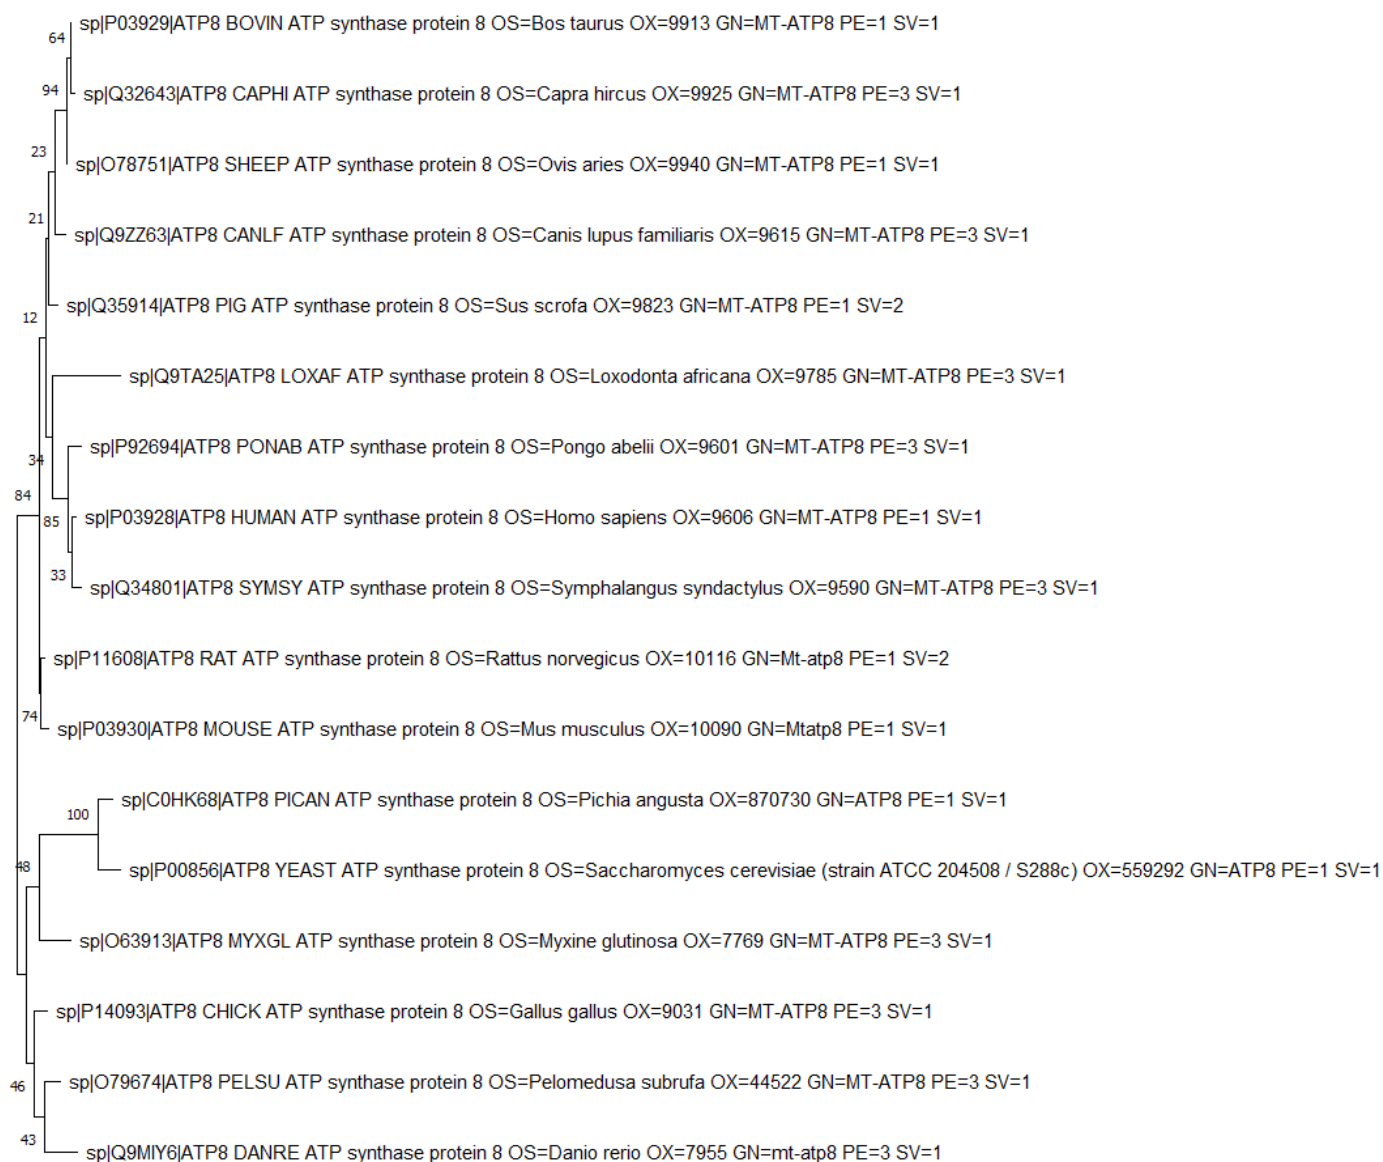 sp|P03929|ATP8 BOVIN ATP synthase protein 8 OS=Bos taurus OX=9913 GN=MT-ATP8 PE=1 SV=1
64
94
sp|Q32643|ATP8 CAPHI ATP synthase protein 8 OS=Capra hircus OX=9925 GN=MT-ATP8 PE=3 SV=1
23
sp|O78751|ATP8 SHEEP ATP synthase protein 8 OS=Ovis aries OX=9940 GN=MT-ATP8 PE=1 SV=1
21
sp|Q9ZZ63|ATP8 CANLF ATP synthase protein 8 OS=Canis lupus familiaris OX=9615 GN=MT-ATP8 PE=3 SV=1
sp|Q35914|ATP8 PIG ATP synthase protein 8 OS=Sus scrofa OX=9823 GN=MT-ATP8 PE=1 SV=2
12
sp|Q9TA25|ATP8 LOXAF ATP synthase protein 8 OS=Loxodonta africana OX=9785 GN=MT-ATP8 PE=3 SV=1
sp|P92694|ATP8 PONAB ATP synthase protein 8 OS=Pongo abelii OX=9601 GN=MT-ATP8 PE=3 SV=1
34
84
85
sp|P03928|ATP8 HUMAN ATP synthase protein 8 OS=Homo sapiens OX=9606 GN=MT-ATP8 PE=1 SV=1
33
sp|Q34801|ATP8 SYMSY ATP synthase protein 8 OS=Symphalangus syndactylus OX=9590 GN=MT-ATP8 PE=3 SV=1
sp|P11608|ATP8 RAT ATP synthase protein 8 OS=Rattus norvegicus OX=10116 GN=Mt-atp8 PE=1 SV=2
74
sp|P03930|ATP8 MOUSE ATP synthase protein 8 OS=Mus musculus OX=10090 GN=Mtatp8 PE=1 SV=1
sp|C0HK68|ATP8 PICAN ATP synthase protein 8 OS=Pichia angusta OX=870730 GN=ATP8 PE=1 SV=1
100
48
sp|P00856|ATP8 YEAST ATP synthase protein 8 OS=Saccharomyces cerevisiae (strain ATCC 204508 / S288c) OX=559292 GN=ATP8 PE=1 SV=1
sp|O63913|ATP8 MYXGL ATP synthase protein 8 OS=Myxine glutinosa OX=7769 GN=MT-ATP8 PE=3 SV=1
sp|P14093|ATP8 CHICK ATP synthase protein 8 OS=Gallus gallus OX=9031 GN=MT-ATP8 PE=3 SV=1
46
sp|O79674|ATP8 PELSU ATP synthase protein 8 OS=Pelomedusa subrufa OX=44522 GN=MT-ATP8 PE=3 SV=1
43
sp|Q9MIY6|ATP8 DANRE ATP synthase protein 8 OS=Danio rerio OX=7955 GN=mt-atp8 PE=3 SV=1